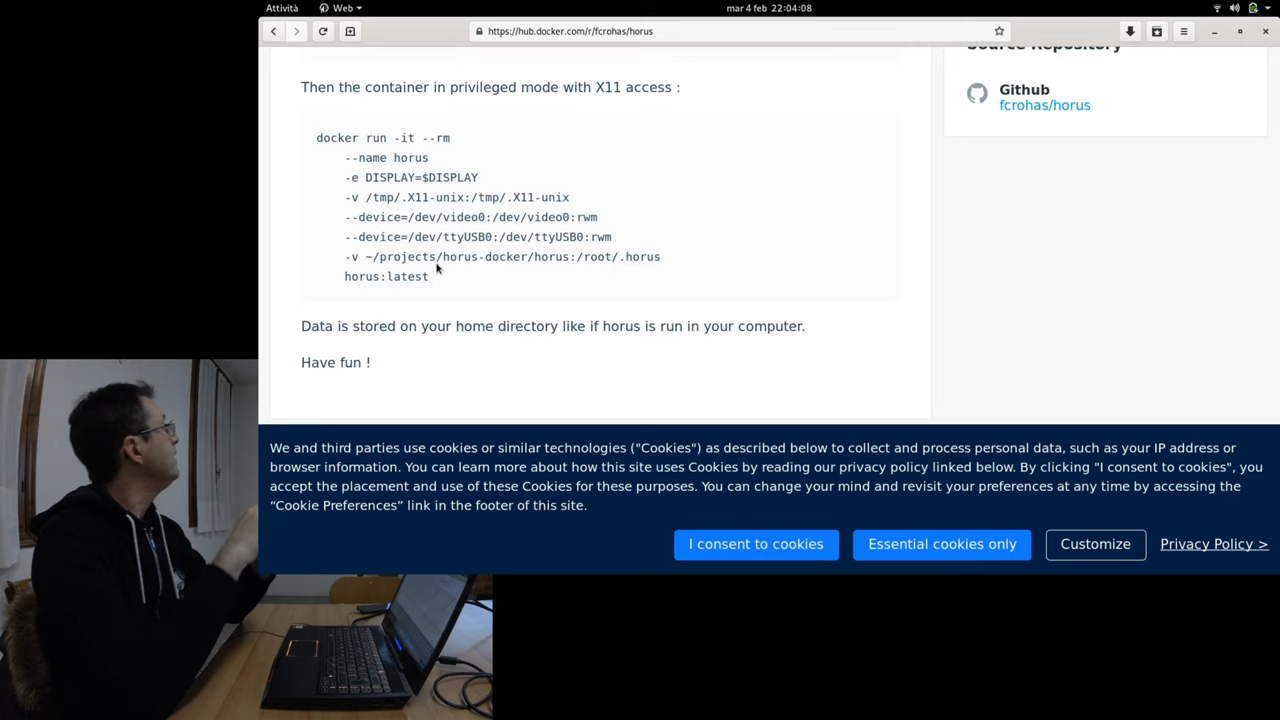 Attività
Web
mar 4 feb 22:04:08
https://hub.docker.com/r/fcrohas/horus
Source Repository
Github
fcrohas/horus
Then the container in privileged mode with X11 access :
docker run -it --rm
--name horus
-e DISPLAY=$DISPLAY
-v /tmp/.X11-unix:/tmp/.X11-unix
--device=/dev/video0:/dev/video0:rwm
--device=/dev/ttyUSB0:/dev/ttyUSB0:rwm
-v ~/projects/horus-docker/horus:/root/.horus
horus:latest
Data is stored on your home directory like if horus is run in your computer.
Have fun !
We and third parties use cookies or similar technologies ("Cookies") as described below to collect and process personal data, such as your IP address or
browser information. You can learn more about how this site uses Cookies by reading our privacy policy linked below. By clicking "I consent to cookies", you
accept the placement and use of these Cookies for these purposes. You can change your mind and revisit your preferences at any time by accessing the
“Cookie Preferences” link in the footer of this site.
I consent to cookies
Essential cookies only
Customize
Privacy Policy >